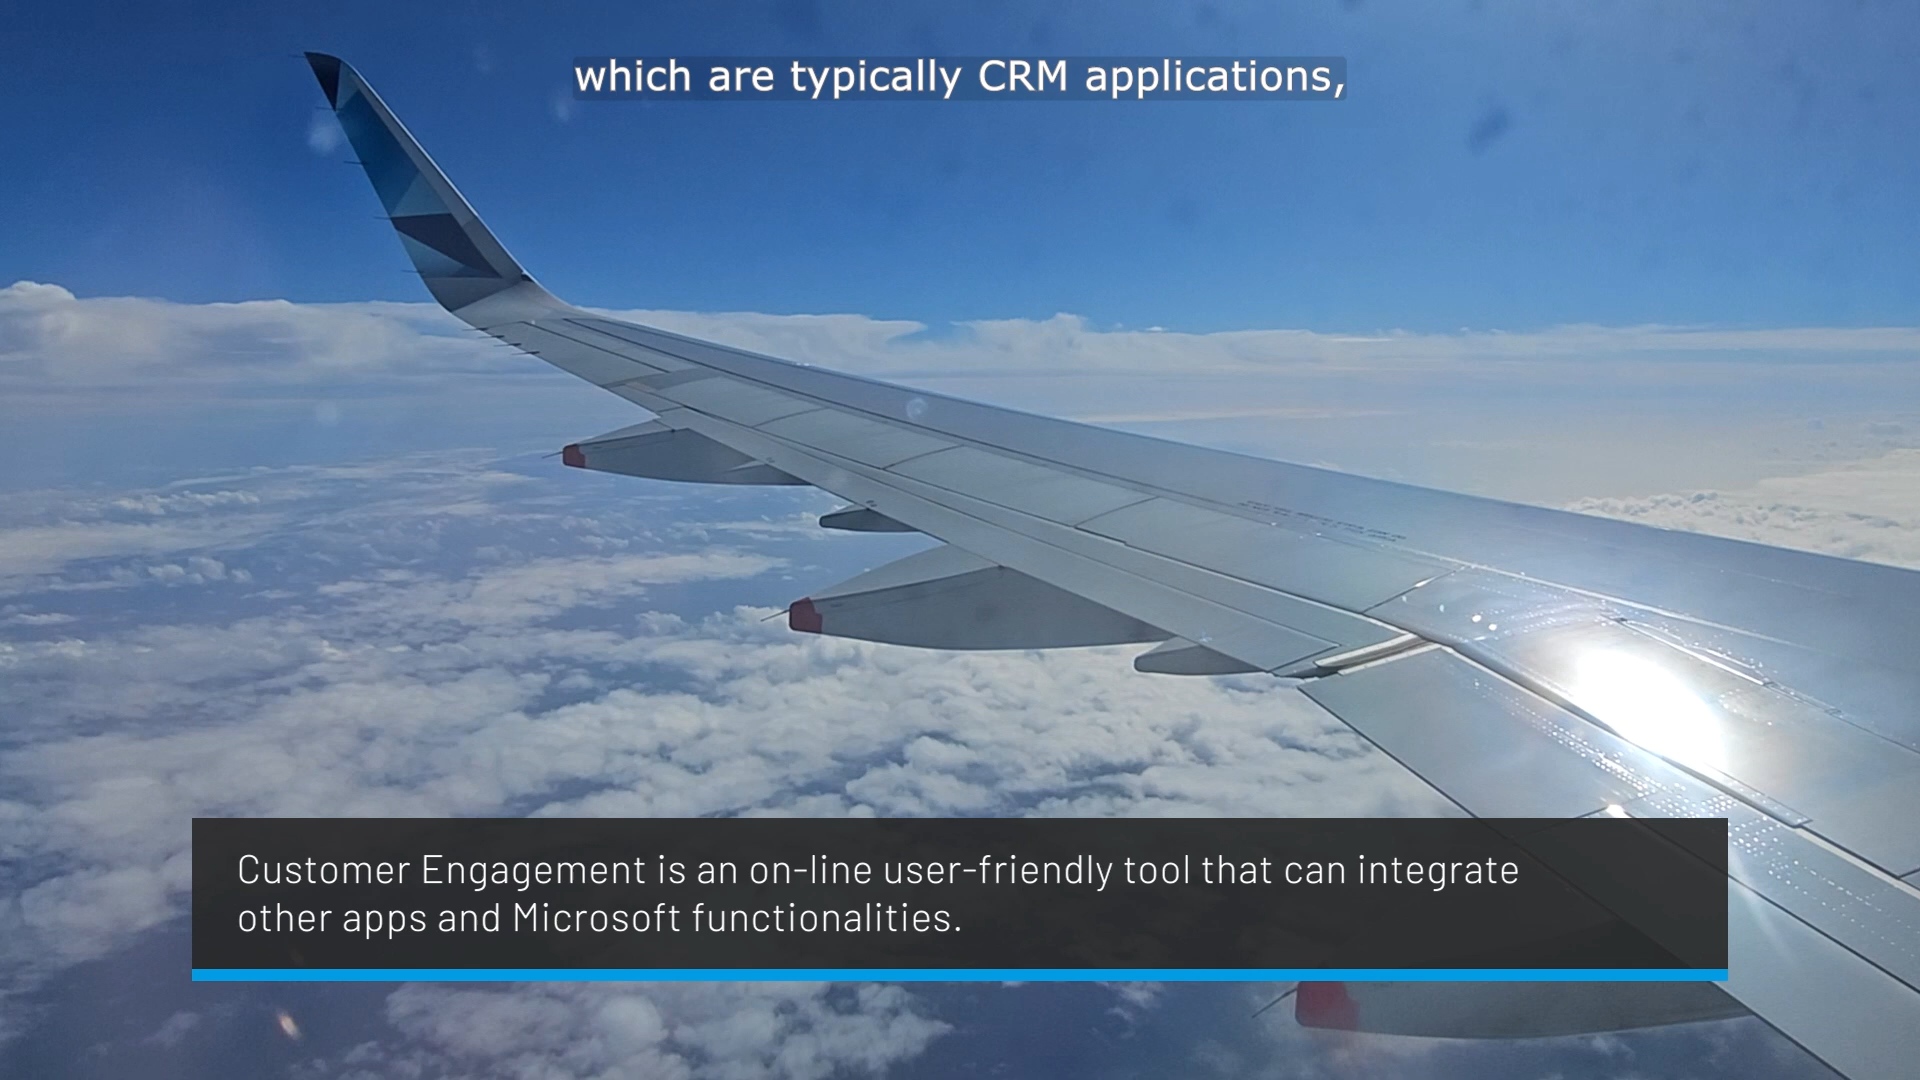 which are typically CRM applications,
Customer Engagement is an on-line user-friendly tool that can integrate
other apps and Microsoft functionalities.